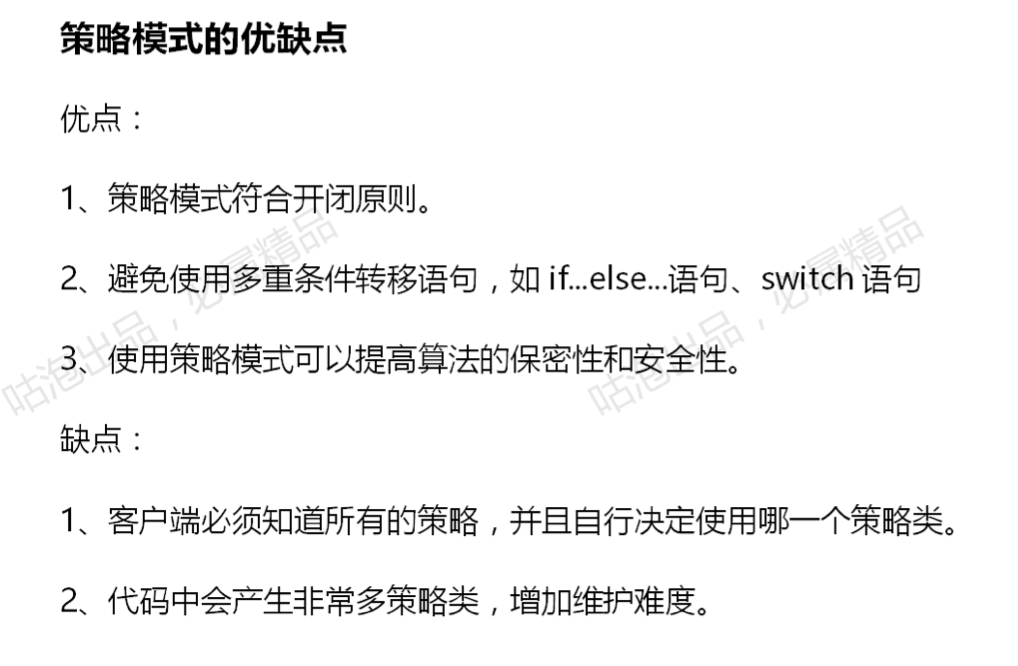 策略模式的优缺点
优点：
1、策略模式符合开闭原则。
2、避免使用多重条件转移语句，如 if...else...语句、switch 语句
3、使用策略模式可以提高算法的保密性和安全性。
缺点：
1、客户端必须知道所有的策略，并且自行决定使用哪一个策略类。
2、代码中会产生非常多策略类，增加维护难度。
咕泡出品，必属精品
咕泡出品，必属精品